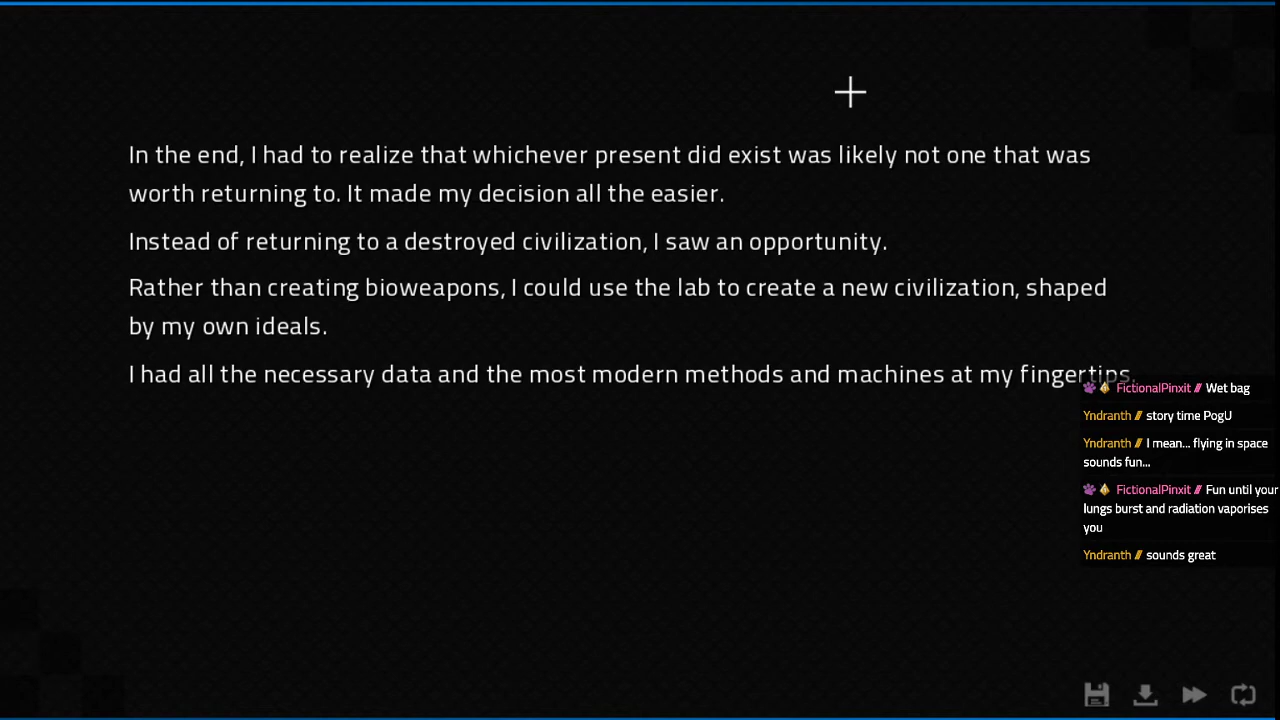 In the end, I had to realize that whichever present did exist was likely not one that was
worth returning to. It made my decision all the easier.
Instead of returning to a destroyed civilization, I saw an opportunity.
Rather than creating bioweapons, I could use the lab to create a new civilization, shaped
by my own ideals.
I had all the necessary data and the most modern methods and machines at my fingertips.
FictionalPinxit // Wet bag
Yndranth // story time PogU
Yndranth // I mean... flying in space
sounds fun...
FictionalPinxit // Fun until your
lungs burst and radiation vaporises
you
Yndranth // sounds great